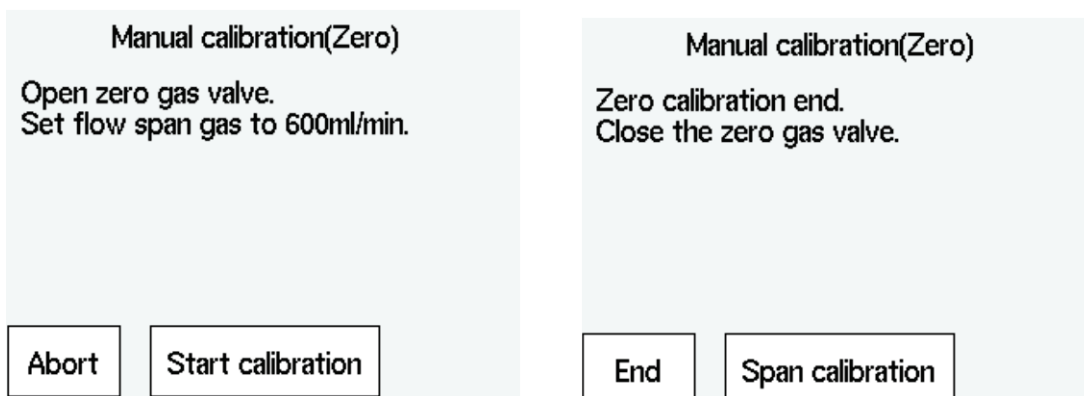 Manual calibration(Zero)
Open zero gas valve.
Set flow span gas to 600ml/min.
Abort
Start calibration
Manual calibration(Zero)
Zero calibration end.
Close the zero gas valve.
End
Span calibration